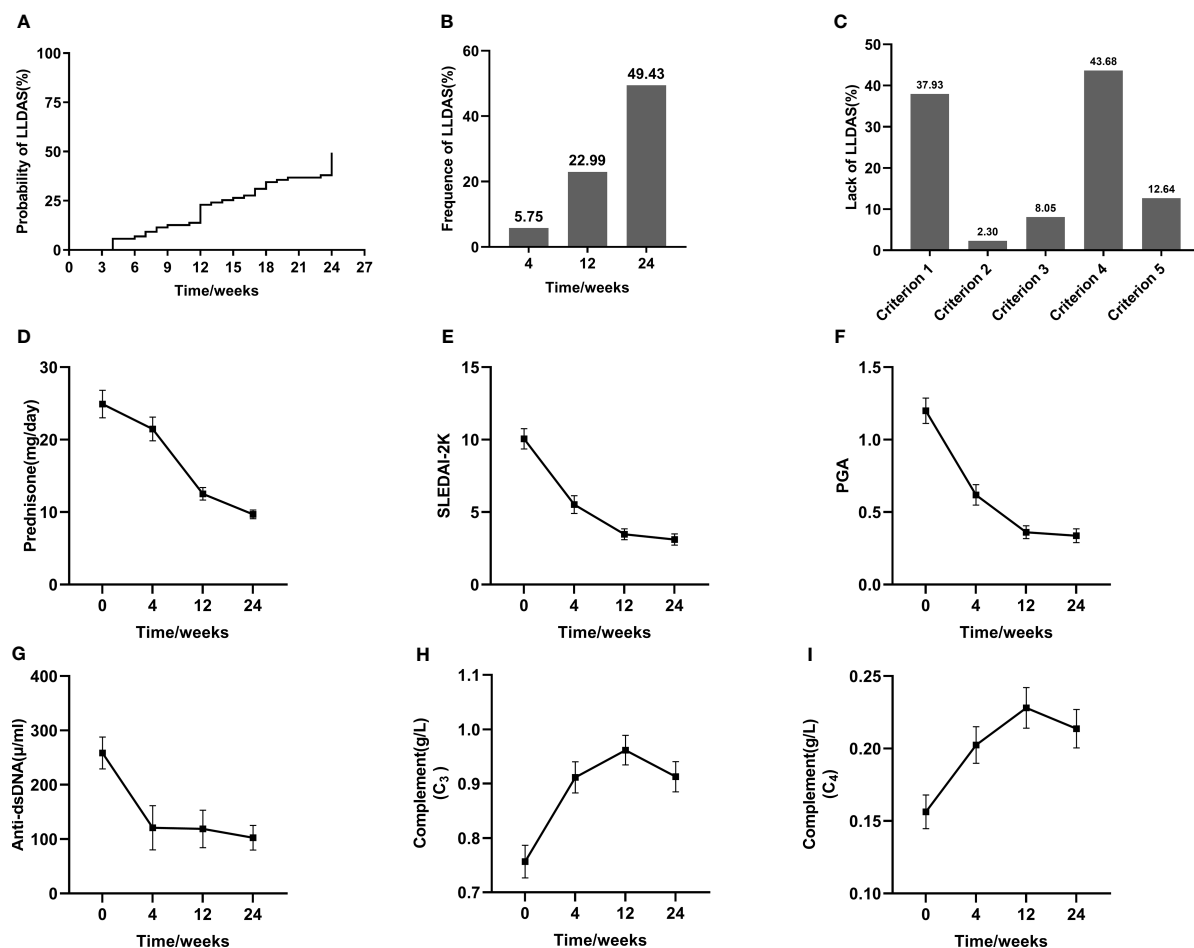 A
Probability of LLDAS(%)
100
75
50
25
0
0 3 6 9 12 15 18 21 24 27
Time/weeks
B
Frequence of LLDAS(%)
60
40
20
0
5.75
22.99
49.43
4 12 24
Time/weeks
C
Lack of LLDAS(%)
50
40
30
20
10
0
37.93
2.30
8.05
43.68
12.64
Criterion 1
Criterion 2
Criterion 3
Criterion 4
Criterion 5
D
Prednisone(mg/day)
30
20
10
0
0 4 12 24
Time/weeks
E
SLEDAI-2K
15
10
5
0
0 4 12 24
Time/weeks
F
PGA
1.5
1.0
0.5
0.0
0 4 12 24
Time/weeks
G
Anti-dsDNA(μ/ml)
400
300
200
100
0
0 4 12 24
Time/weeks
H
Complement(g/L)
(C3 )
1.1
1.0
0.9
0.8
0.7
0 4 12 24
Time/weeks
I
Complement(g/L)
(C4)
0.25
0.20
0.15
0.10
0 4 12 24
Time/weeks